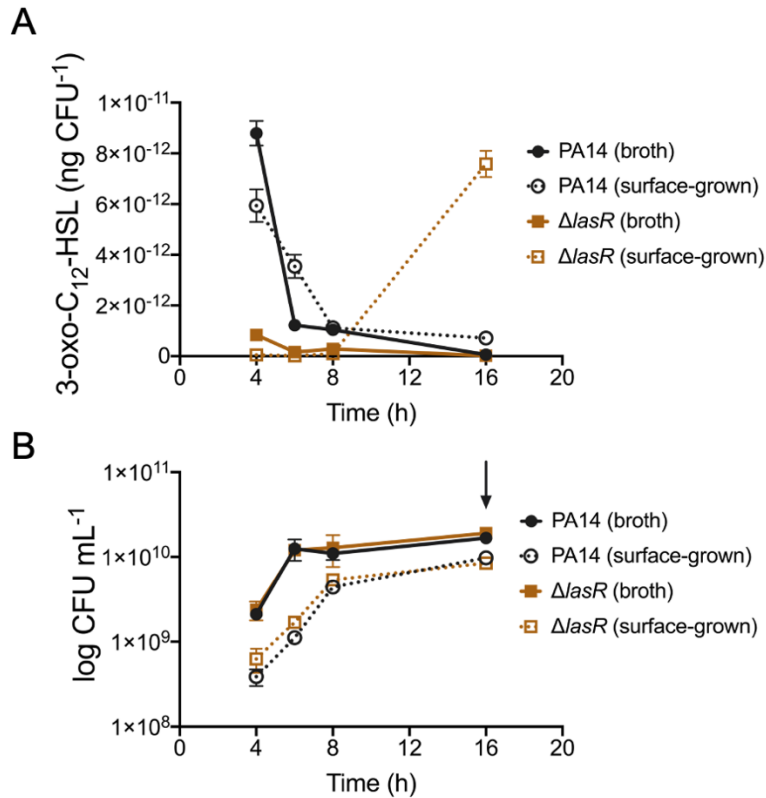 A
3-oxo-C₁₂-HSL (ng CFU⁻¹)
1×10⁻¹¹
8×10⁻¹²
6×10⁻¹²
4×10⁻¹²
2×10⁻¹²
0
0 4 8 12 16 20
Time (h)
PA14 (broth)
PA14 (surface-grown)
ΔlasR (broth)
ΔlasR (surface-grown)
B
log CFU mL⁻¹
1×10¹¹
1×10¹⁰
1×10⁹
1×10⁸
0 4 8 12 16 20
Time (h)
PA14 (broth)
PA14 (surface-grown)
ΔlasR (broth)
ΔlasR (surface-grown)